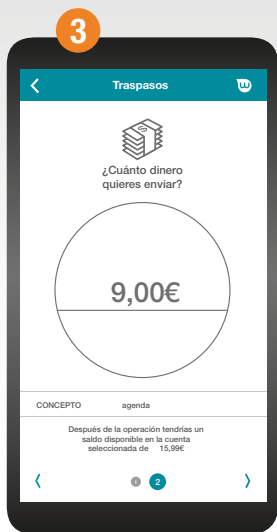 3
Traspasos
¿Cuánto dinero
quieres enviar?
9,00€
CONCEPTO agenda
Después de la operación tendrías un
saldo disponible en la cuenta
seleccionada de 15,99€
1 2